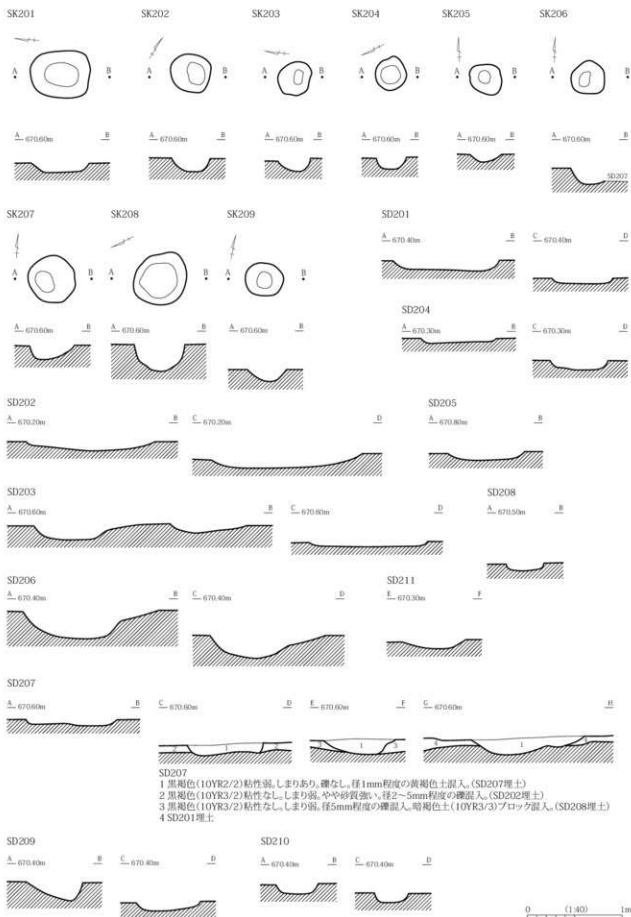 SK201 SK202 SK203 SK204 SK205 SK206
A B A B A B A B A B A B
A 670.60m B A 670.60m B A 670.60m B A 670.60m B A 670.60m B A 670.60m B
SD207
SK207 SK208 SK209 SD201
A B A B A B
A 670.40m B C 670.40m D
SD204
A 670.60m B A 670.60m B A 670.60m B A 670.30m B C 670.30m D
SD202 SD205
A 670.20m B C 670.20m D A 670.80m B
SD203 SD208
A 670.60m B C 670.60m D A 670.50m B
SD206 SD211
A 670.40m B C 670.40m D E 670.30m F
SD207
A 670.60m B C 670.60m D E 670.60m F G 670.60m H
2 1 2 1 3 4 1 4
SD207
1 黒褐色(10YR2/2)粘性弱。しまりあり。礫なし。径1mm程度の黄褐色土混入。(SD207埋土)
2 黒褐色(10YR3/2)粘性なし。しまり弱。やや砂質強い。径2~5mm程度の礫混入。(SD202埋土)
3 黒褐色(10YR3/2)粘性なし。しまり弱。径5mm程度の礫混入。暗褐色土(10YR3/3)ブロック混入。(SD208埋土)
4 SD201埋土
SD209 SD210
A 670.40m B C 670.40m D A 670.40m B C 670.40m D
0 (1:40) 1m